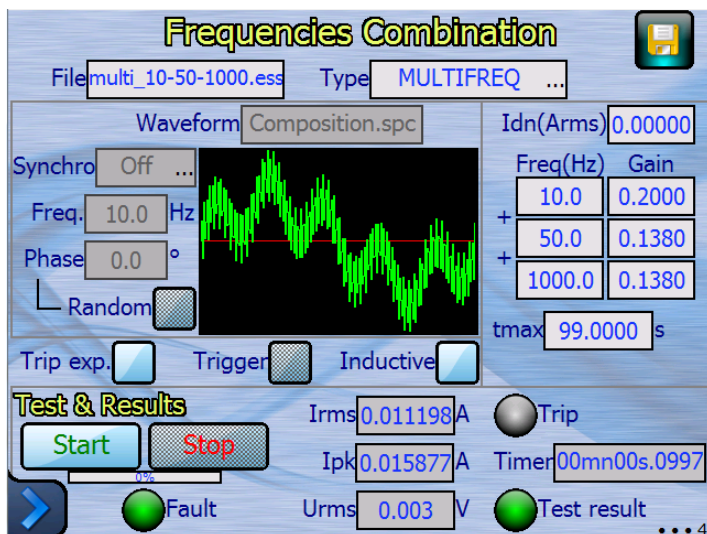 Frequencies Combination
File multi_10-50-1000.ess Type MULTIFREQ ...
Waveform Composition.spc Idn(Arms) 0.00000
Synchro Off ... Freq(Hz) Gain
10.0 0.2000
Freq. 10.0 Hz +
50.0 0.1380
Phase 0.0 ° +
1000.0 0.1380
Random
tmax 99.0000 s
Trip exp. Trigger Inductive
Test & Results
Irms 0.011198 A Trip
Start Stop
Ipk 0.015877 A Timer 00mn00s.0997
0%
Fault Urms 0.003 V Test result
...4